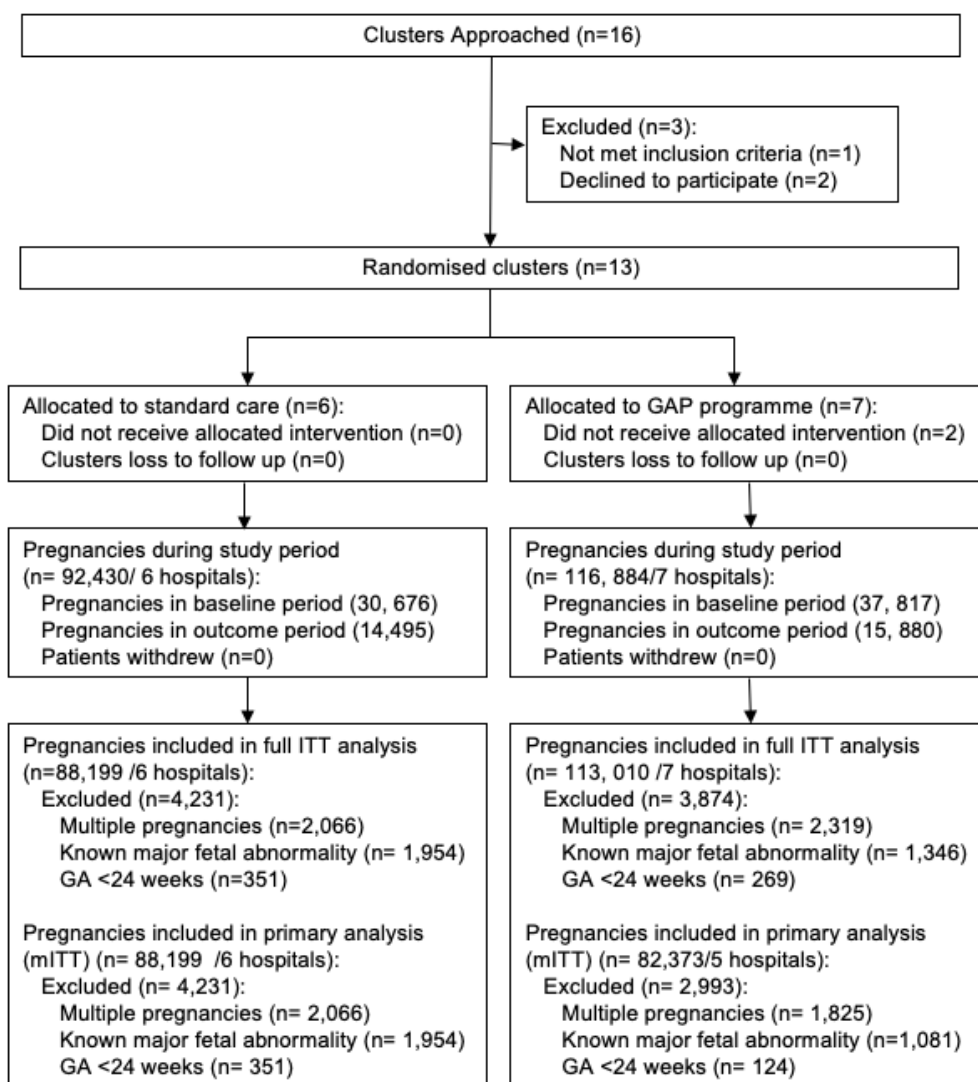 Clusters Approached (n=16)
Excluded (n=3):
Not met inclusion criteria (n=1)
Declined to participate (n=2)
Randomised clusters (n=13)
Allocated to standard care (n=6):
Did not receive allocated intervention (n=0)
Clusters loss to follow up (n=0)
Allocated to GAP programme (n=7):
Did not receive allocated intervention (n=2)
Clusters loss to follow up (n=0)
Pregnancies during study period
(n= 92,430/ 6 hospitals):
Pregnancies in baseline period (30, 676)
Pregnancies in outcome period (14,495)
Patients withdrew (n=0)
Pregnancies during study period
(n= 116, 884/7 hospitals):
Pregnancies in baseline period (37, 817)
Pregnancies in outcome period (15, 880)
Patients withdrew (n=0)
Pregnancies included in full ITT analysis
(n=88,199 /6 hospitals):
Excluded (n=4,231):
Multiple pregnancies (n=2,066)
Known major fetal abnormality (n= 1,954)
GA <24 weeks (n=351)
Pregnancies included in primary analysis
(mITT) (n= 88,199 /6 hospitals):
Excluded (n= 4,231):
Multiple pregnancies (n= 2,066)
Known major fetal abnormality (n= 1,954)
GA <24 weeks (n= 351)
Pregnancies included in full ITT analysis
(n= 113, 010 /7 hospitals):
Excluded (n= 3,874):
Multiple pregnancies (n= 2,319)
Known major fetal abnormality (n= 1,346)
GA <24 weeks (n= 269)
Pregnancies included in primary analysis
(mITT) (n= 82,373/5 hospitals):
Excluded (n= 2,993):
Multiple pregnancies (n= 1,825)
Known major fetal abnormality (n=1,081)
GA <24 weeks (n= 124)